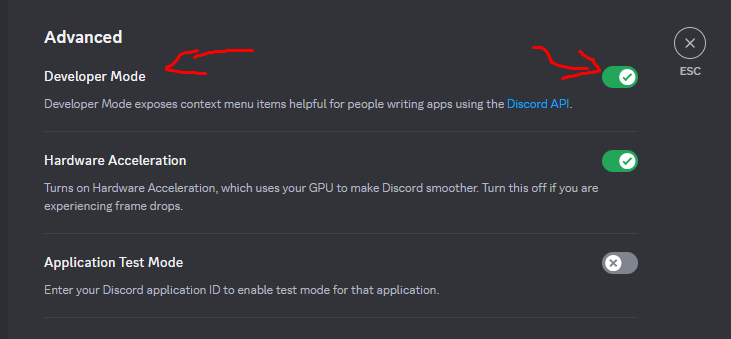 Advanced
Developer Mode
ESC
Developer Mode exposes context menu items helpful for people writing apps using the Discord API.
Hardware Acceleration
Turns on Hardware Acceleration, which uses your GPU to make Discord smoother. Turn this off if you are
experiencing frame drops.
Application Test Mode
Enter your Discord application ID to enable test mode for that application.